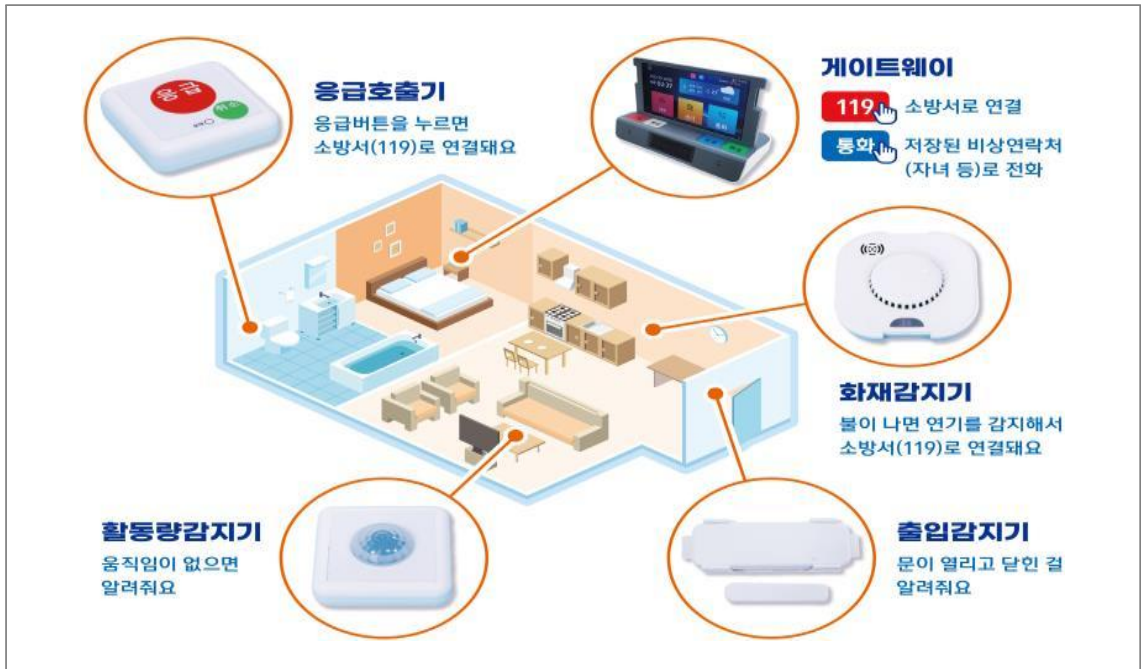 응급
취소
응급호출기
응급버튼을 누르면
소방서(119)로 연결돼요
게이트웨이
119 소방서로 연결
통화 저장된 비상연락처
(자녀 등)로 전화
화재감지기
불이 나면 연기를 감지해서
소방서(119)로 연결돼요
활동량감지기
움직임이 없으면
알려줘요
출입감지기
문이 열리고 닫힌 걸
알려줘요